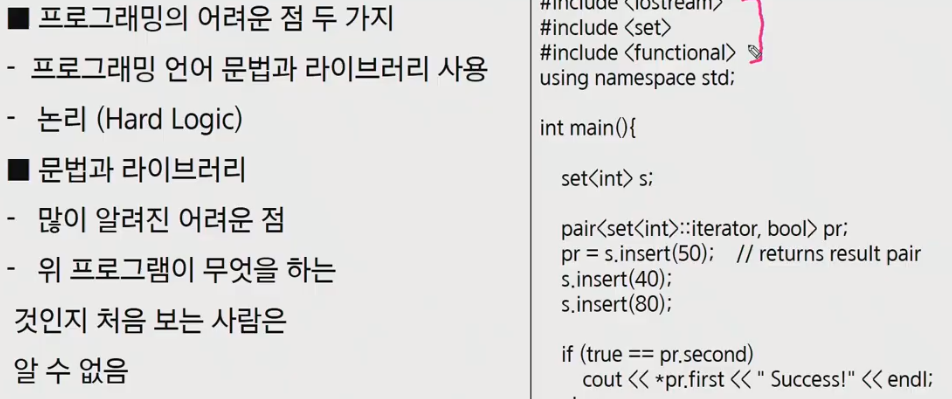 ■ 프로그래밍의 어려운 점 두 가지
- 프로그래밍 언어 문법과 라이브러리 사용
- 논리 (Hard Logic)
■ 문법과 라이브러리
- 많이 알려진 어려운 점
- 위 프로그램이 무엇을 하는
것인지 처음 보는 사람은
알 수 없음
#include <iostream>
#include <set>
#include <functional>
using namespace std;
int main(){
set<int> s;
pair<set<int>::iterator, bool> pr;
pr = s.insert(50); // returns result pair
s.insert(40);
s.insert(80);
if (true == pr.second)
cout << *pr.first << " Success!" << endl;